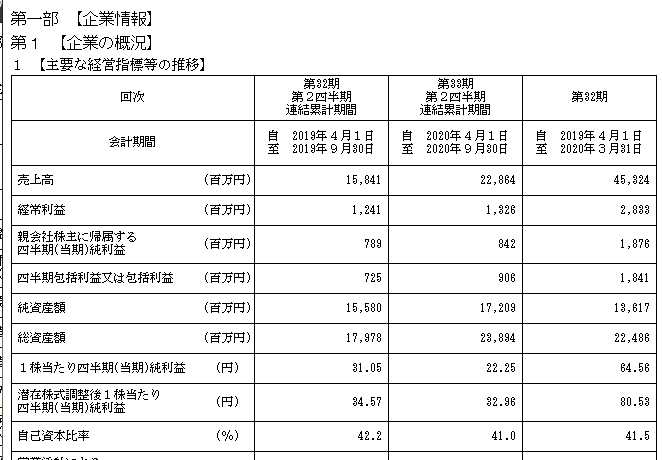 第一部 【企業情報】
第１ 【企業の概況】
１ 【主要な経営指標等の推移】
回次 第32期 第２四半期 連結累計期間 第33期 第２四半期 連結累計期間 第32期
会計期間 自 2019年４月１日 至 2019年９月30日 自 2020年４月１日 至 2020年９月30日 自 2019年４月１日 至 2020年３月31日
売上高 (百万円) 15,841 22,864 45,324
経常利益 (百万円) 1,241 1,326 2,833
親会社株主に帰属する 四半期(当期)純利益 (百万円) 789 842 1,876
四半期包括利益又は包括利益 (百万円) 725 906 1,841
純資産額 (百万円) 15,580 17,209 13,617
総資産額 (百万円) 17,978 23,894 22,486
１株当たり四半期(当期)純利益 (円) 31.05 22.25 64.56
潜在株式調整後１株当たり 四半期(当期)純利益 (円) 34.57 32.96 80.53
自己資本比率 (％) 42.2 41.0 41.5